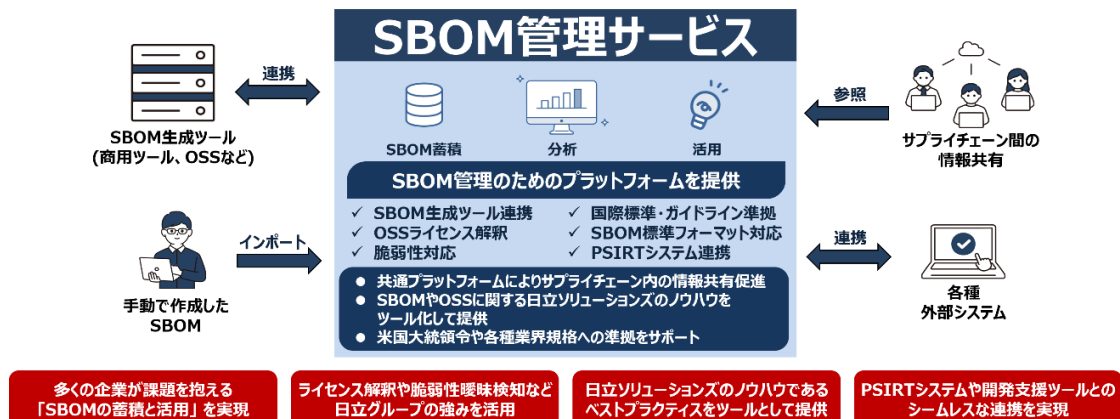 SBOM管理サービス
連携
SBOM生成ツール
(商用ツール、OSSなど)
インポート
手動で作成した
SBOM
SBOM蓄積
分析
活用
SBOM管理のためのプラットフォームを提供
✓ SBOM生成ツール連携
✓ OSSライセンス解釈
✓ 脆弱性対応
✓ 国際標準・ガイドライン準拠
✓ SBOM標準フォーマット対応
✓ PSIRTシステム連携
● 共通プラットフォームによりサプライチェーン内の情報共有促進
● SBOMやOSSに関する日立ソリューションズのノウハウを
ツール化して提供
● 米国大統領令や各種業界規格への準拠をサポート
参照
サプライチェーン間の
情報共有
連携
各種
外部システム
多くの企業が課題を抱える
「SBOMの蓄積と活用」を実現
ライセンス解釈や脆弱性曖昧検知など
日立グループの強みを活用
日立ソリューションズのノウハウである
ベストプラクティスをツールとして提供
PSIRTシステムや開発支援ツールとの
シームレスな連携を実現